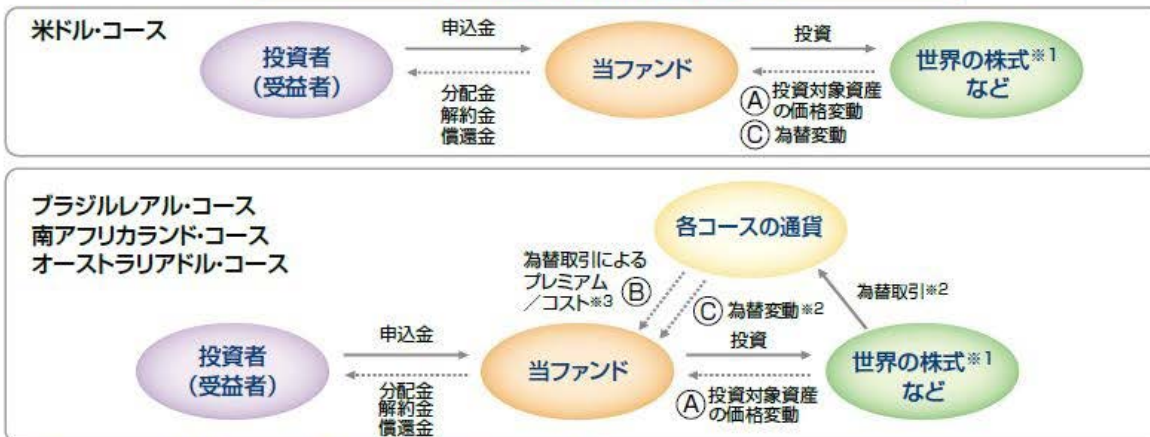 米ドル・コース
投資者
(受益者)
申込金
分配金
解約金
償還金
当ファンド
投資
Ⓐ 投資対象資産
の価格変動
Ⓒ 為替変動
世界の株式※1
など
ブラジルレアル・コース
南アフリカランド・コース
オーストラリアドル・コース
各コースの通貨
為替取引による
プレミアム
/コスト※3 Ⓑ
Ⓒ 為替変動※2
為替取引※2
投資者
(受益者)
申込金
分配金
解約金
償還金
当ファンド
投資
Ⓐ 投資対象資産
の価格変動
世界の株式※1
など